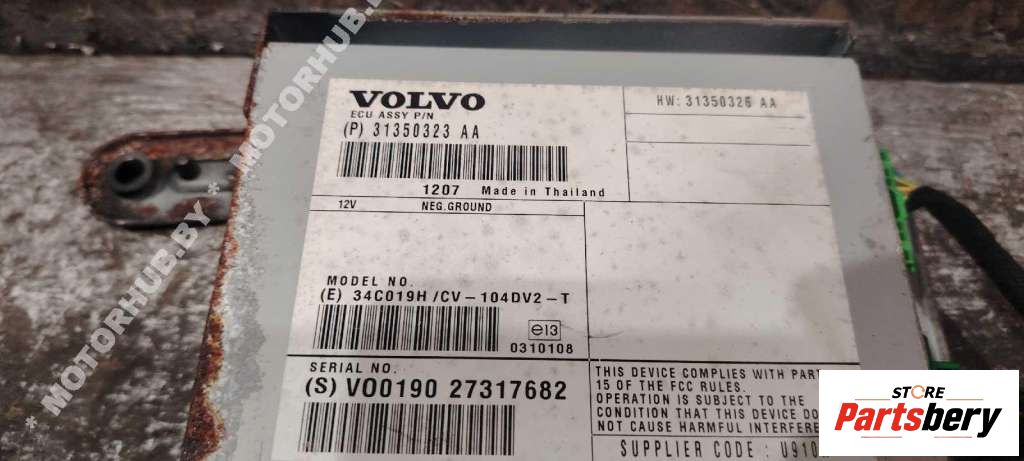 VOLVO
ECU ASSY P/N
(P) 31350323 AA
HW: 31350326 AA
1207 Made in Thailand
12V NEG.GROUND
MODEL NO.
(E) 34C019H /CV-104DV2-T
e13
0310108
SERIAL NO.
(S) VO0190 27317682
THIS DEVICE COMPLIES WITH PART
15 OF THE FCC RULES.
OPERATION IS SUBJECT TO THE
CONDITION THAT THIS DEVICE
NOT CAUSE HARMFUL INTERFERE
SUPPLIER CODE :
* MOTORHUB.BY * MOTORHUB.BY
STORE
Partsbery